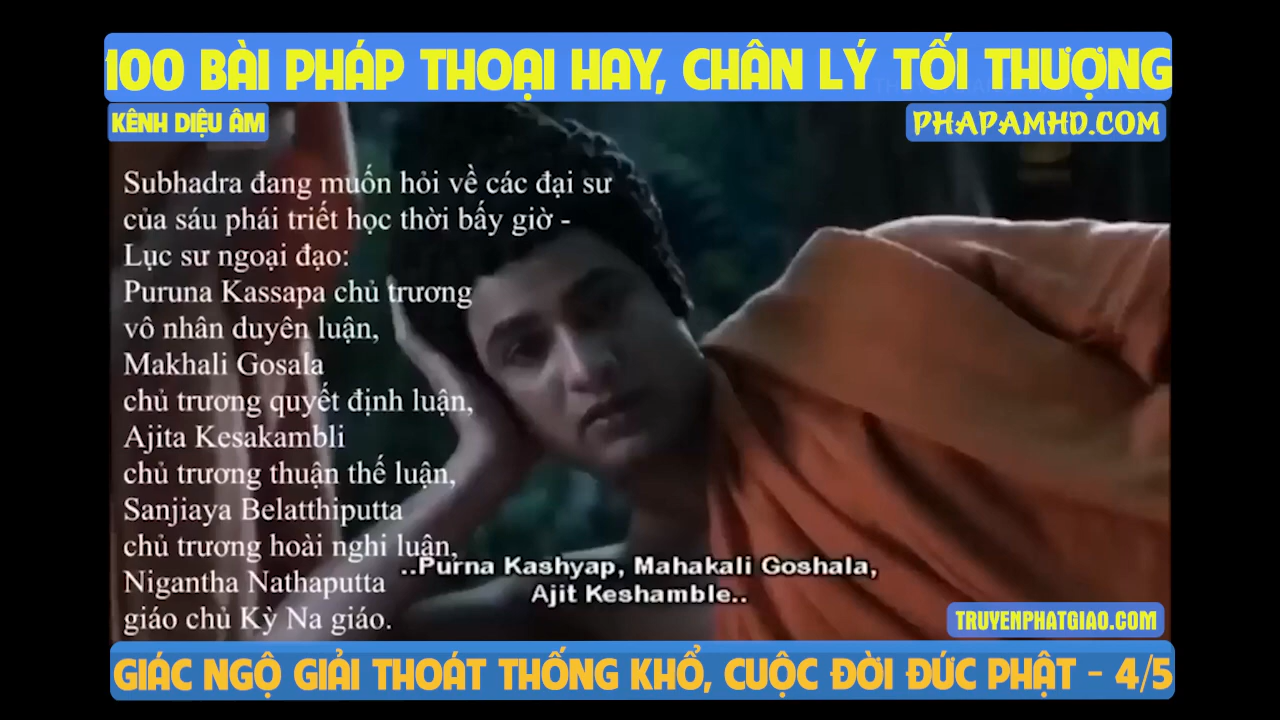 100 BÀI PHÁP THOẠI HAY, CHÂN LÝ TỐI THƯỢNG
KÊNH DIỆU ÂM
PHAPAMHD.COM
Subhadra đang muốn hỏi về các đại sư
của sáu phái triết học thời bấy giờ -
Lục sư ngoại đạo:
Puruna Kassapa chủ trương
vô nhân duyên luận,
Makhali Gosala
chủ trương quyết định luận,
Ajita Kesakambli
chủ trương thuận thế luận,
Sanjiaya Belatthiputta
chủ trương hoài nghi luận,
Nigantha Nathaputta
giáo chủ Kỳ Na giáo.
..Purna Kashyap, Mahakali Goshala,
Ajit Keshamble..
TRUYENPHATGIAO.COM
GIÁC NGỘ GIẢI THOÁT THỐNG KHỔ, CUỘC ĐỜI ĐỨC PHẬT - 4/5